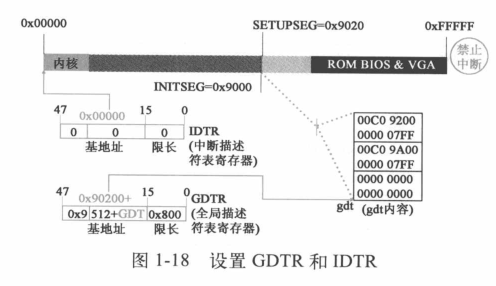 0x00000 SETUPSEG=0x9020 0xFFFFF
内核 ROM BIOS & VGA 禁止中断
INITSEG=0x9000
47 0x00000 15 0
0 0 0 IDTR
基地址 限长 (中断描述符表寄存器)
47 0x90200+ 15 0
0x9 512+GDT 0x800 GDTR
基地址 限长 (全局描述符表寄存器)
00C0 9200
0000 07FF
00C0 9A00
0000 07FF
0000 0000
0000 0000
gdt (gdt内容)
图 1-18 设置 GDTR 和 IDTR